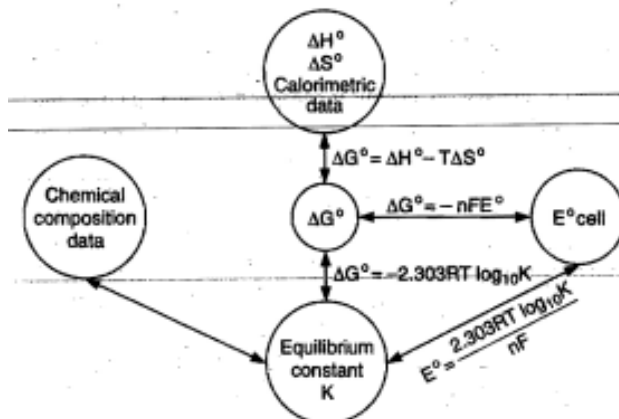 ΔH°
ΔS°
Calorimetric
data
ΔG° = ΔH° − TΔS°
Chemical
composition
data
ΔG°
ΔG° = − nFE°
E° cell
ΔG° = −2.303RT log₁₀K
Equilibrium
constant
K
E° = 2.303RT log₁₀K / nF